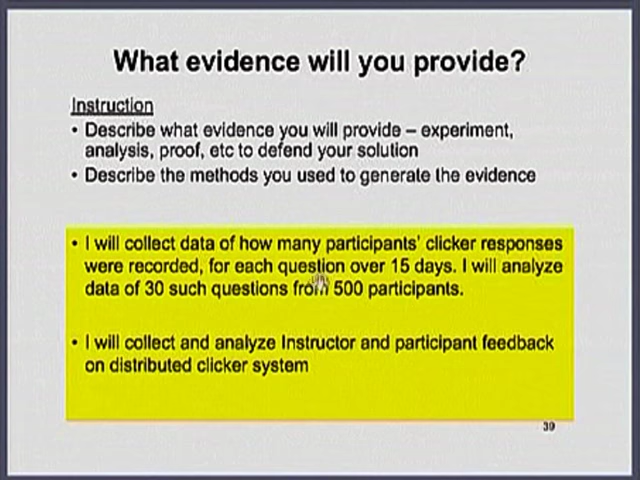 What evidence will you provide?
Instruction
• Describe what evidence you will provide – experiment,
analysis, proof, etc to defend your solution
• Describe the methods you used to generate the evidence
• I will collect data of how many participants' clicker responses
were recorded, for each question over 15 days. I will analyze
data of 30 such questions from 500 participants.
• I will collect and analyze Instructor and participant feedback
on distributed clicker system
39